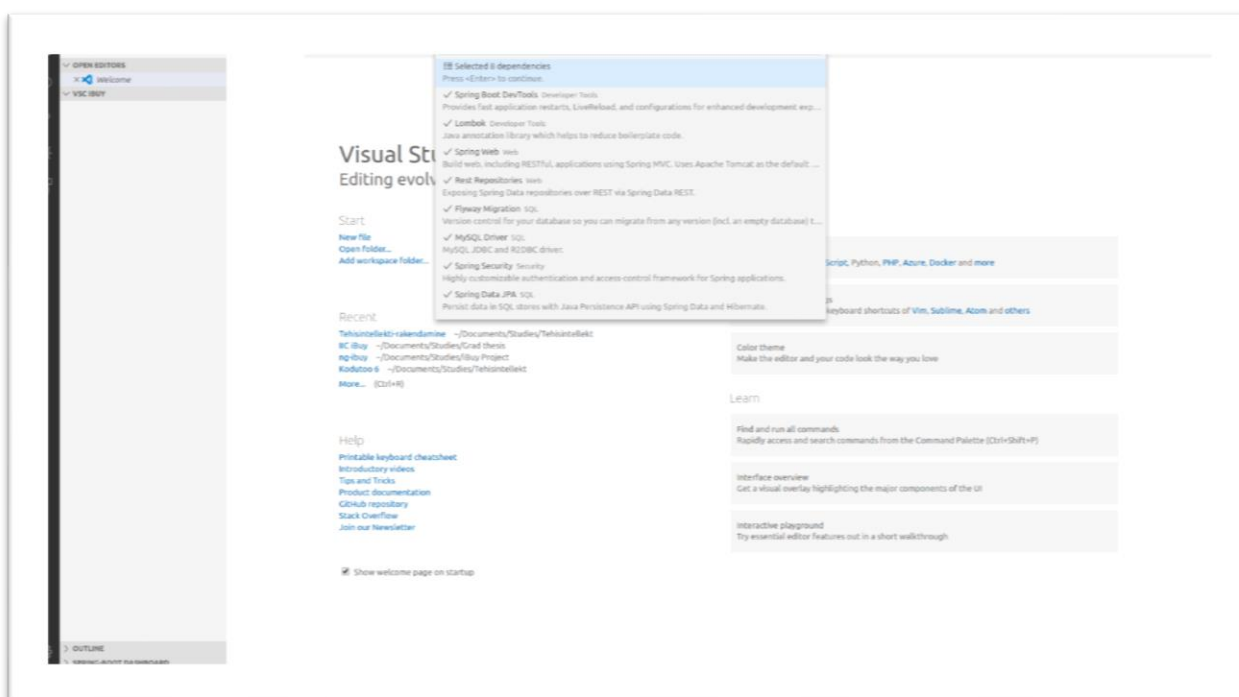 OPEN EDITORS
Welcome
VSC IBUY
Selected 8 dependencies
Press <Enter> to continue.
Spring Boot DevTools Developer Tools
Provides fast application restarts, LiveReload, and configurations for enhanced development exp...
Lombok Developer Tools
Java annotation library which helps to reduce boilerplate code.
Spring Web Web
Build web, including RESTful, applications using Spring MVC. Uses Apache Tomcat as the default ...
Rest Repositories Web
Exposing Spring Data repositories over REST via Spring Data REST.
Flyway Migration SQL
Version control for your database so you can migrate from any version (incl. an empty database) t...
MySQL Driver SQL
MySQL JDBC and R2DBC driver.
Spring Security Security
Highly customizable authentication and access-control framework for Spring applications.
Spring Data JPA SQL
Persist data in SQL stores with Java Persistence API using Spring Data and Hibernate.
Visual
Editing
Start
New file
Open folder...
Add workspace folder...
Recent
Tehisintellekti-rakendamine ~/Documents/Studies/Tehisintellekt
BC iBuy ~/Documents/Studies/Grad thesis
ng-ibuy ~/Documents/Studies/iBuy Project
Kodutoo 6 ~/Documents/Studies/Tehisintellekt
More... (Ctrl+R)
Help
Printable keyboard cheatsheet
Introductory videos
Tips and Tricks
Product documentation
GitHub repository
Stack Overflow
Join our Newsletter
Show welcome page on startup
Python, PHP, Azure, Docker and more
keyboard shortcuts of Vim, Sublime, Atom and others
Color theme
Make the editor and your code look the way you love
Learn
Find and run all commands
Rapidly access and search commands from the Command Palette (Ctrl+Shift+P)
Interface overview
Get a visual overlay highlighting the major components of the UI
Interactive playground
Try essential editor features out in a short walkthrough
OUTLINE
SPRING-BOOT DASHBOARD